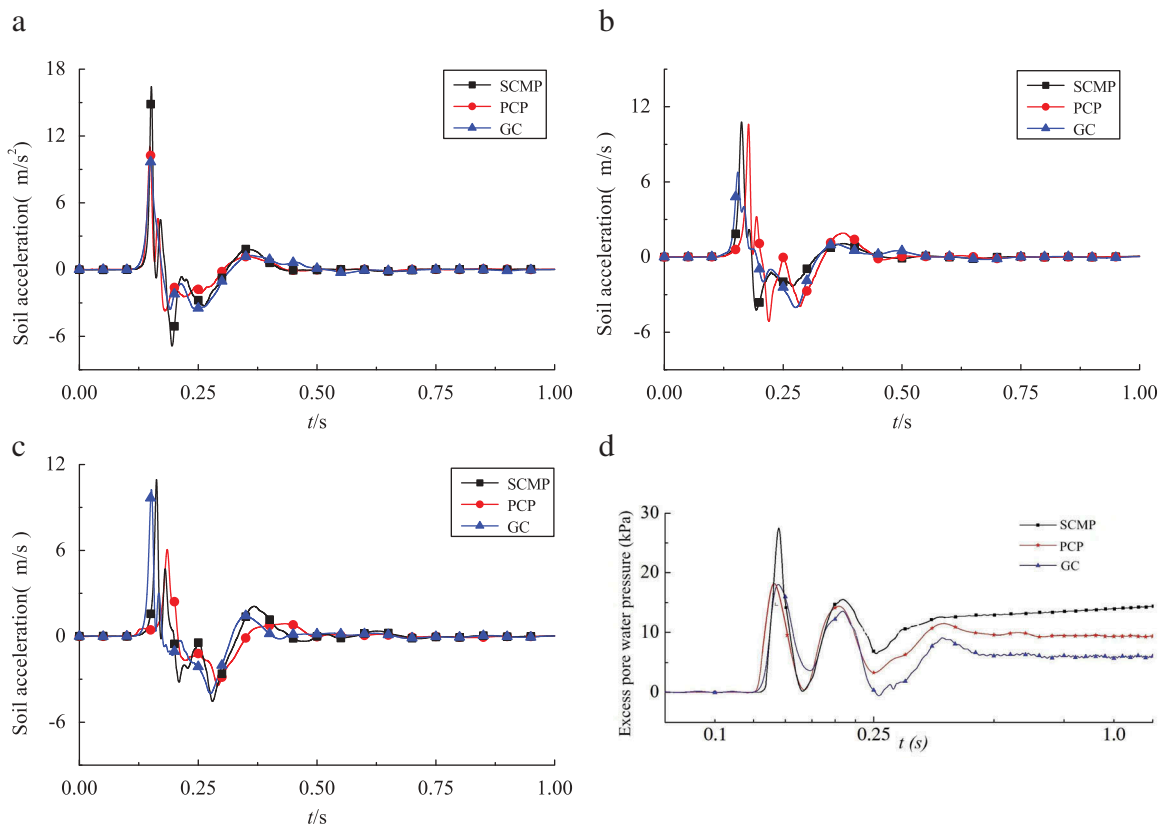 a
18
12
6
0
-6
Soil acceleration( m/s²)
SCMP
PCP
GC
0.00
0.25
0.50
0.75
1.00
t/s
b
12
6
0
-6
Soil acceleration( m/s)
SCMP
PCP
GC
0.00
0.25
0.50
0.75
1.00
t/s
c
12
6
0
-6
Soil acceleration( m/s)
SCMP
PCP
GC
0.00
0.25
0.50
0.75
1.00
t/s
d
30
25
20
15
10
5
0
Excess pore water pressure (kPa)
SCMP
PCP
GC
0.1
0.25
1.0
t (s)